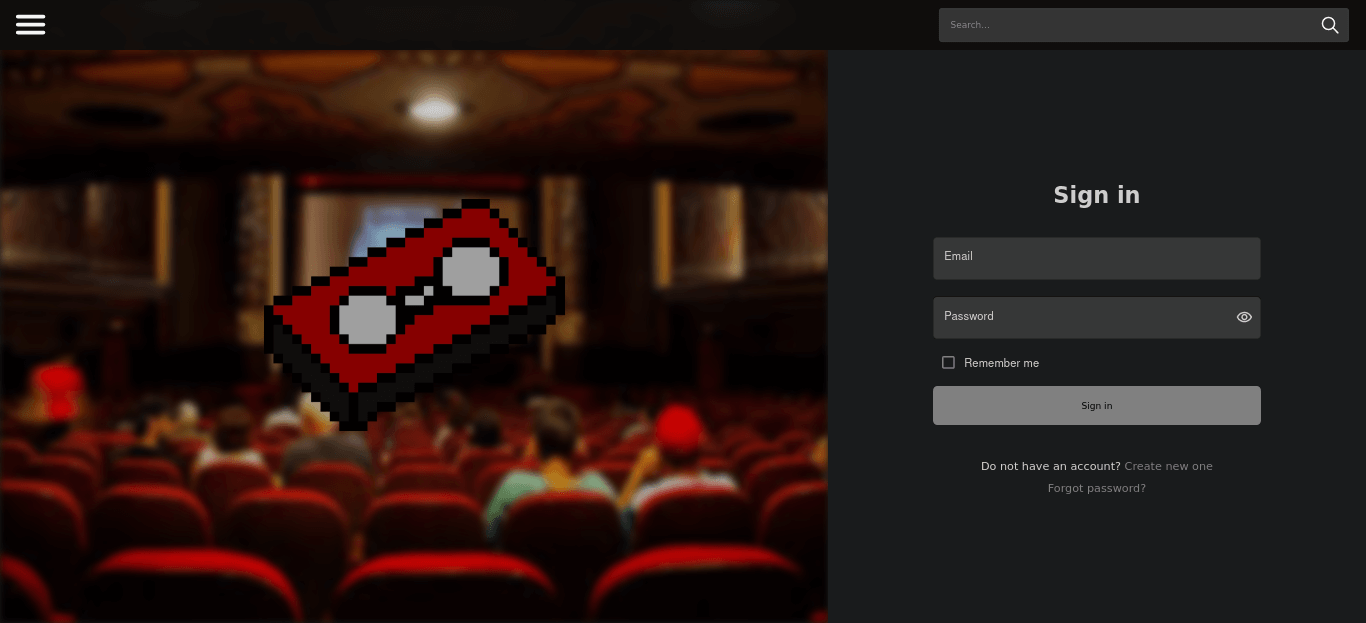 Search...
Sign in
Email
Password
Remember me
Sign in
Do not have an account? Create new one
Forgot password?